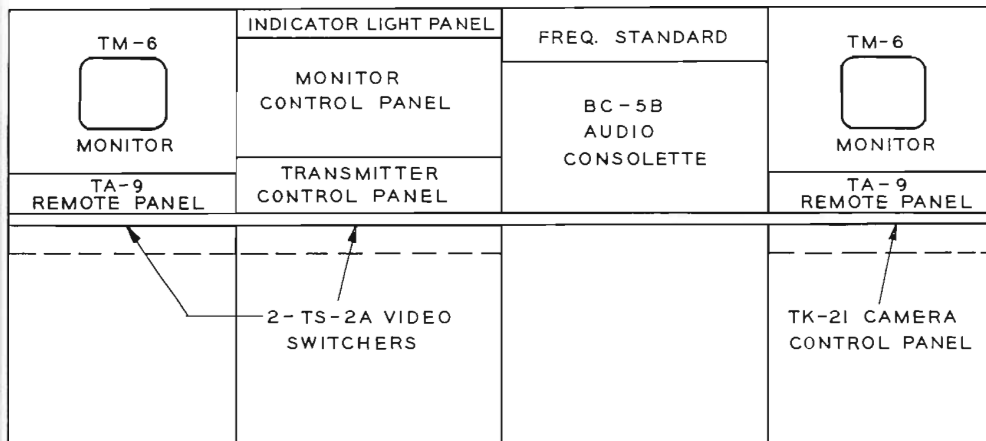 TM-6
MONITOR
TA-9
REMOTE PANEL
INDICATOR LIGHT PANEL
MONITOR
CONTROL PANEL
TRANSMITTER
CONTROL PANEL
FREQ. STANDARD
BC-5B
AUDIO
CONSOLETTE
TM-6
MONITOR
TA-9
REMOTE PANEL
2-TS-2A VIDEO
SWITCHERS
TK-21 CAMERA
CONTROL PANEL